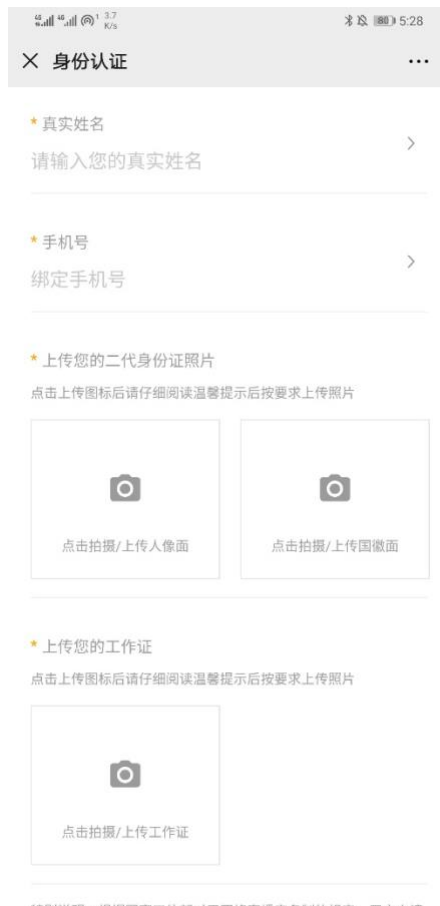 46 46 1 3.7 K/s 80 5:28
身份认证
* 真实姓名
请输入您的真实姓名
* 手机号
绑定手机号
* 上传您的二代身份证照片
点击上传图标后请仔细阅读温馨提示后按要求上传照片
点击拍摄/上传人像面 点击拍摄/上传国徽面
* 上传您的工作证
点击上传图标后请仔细阅读温馨提示后按要求上传照片
点击拍摄/上传工作证